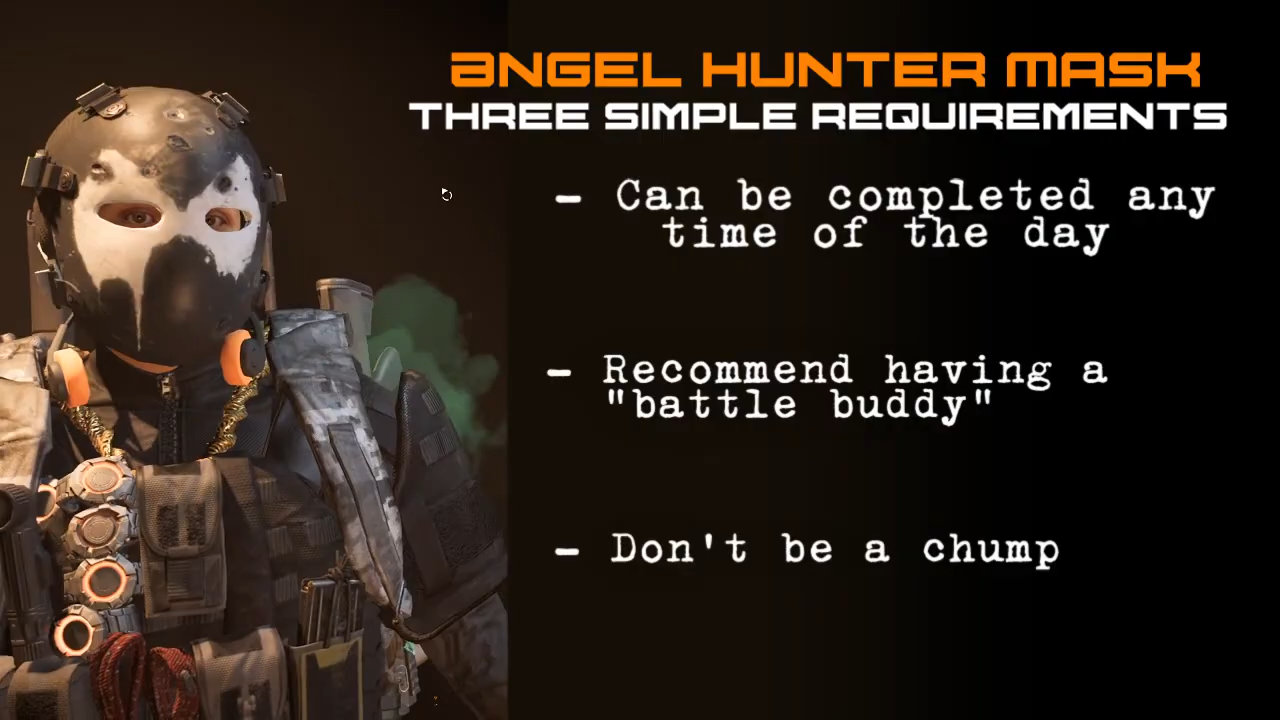 ANGEL HUNTER MASK
THREE SIMPLE REQUIREMENTS
- Can be completed any
time of the day
- Recommend having a
"battle buddy"
- Don't be a chump